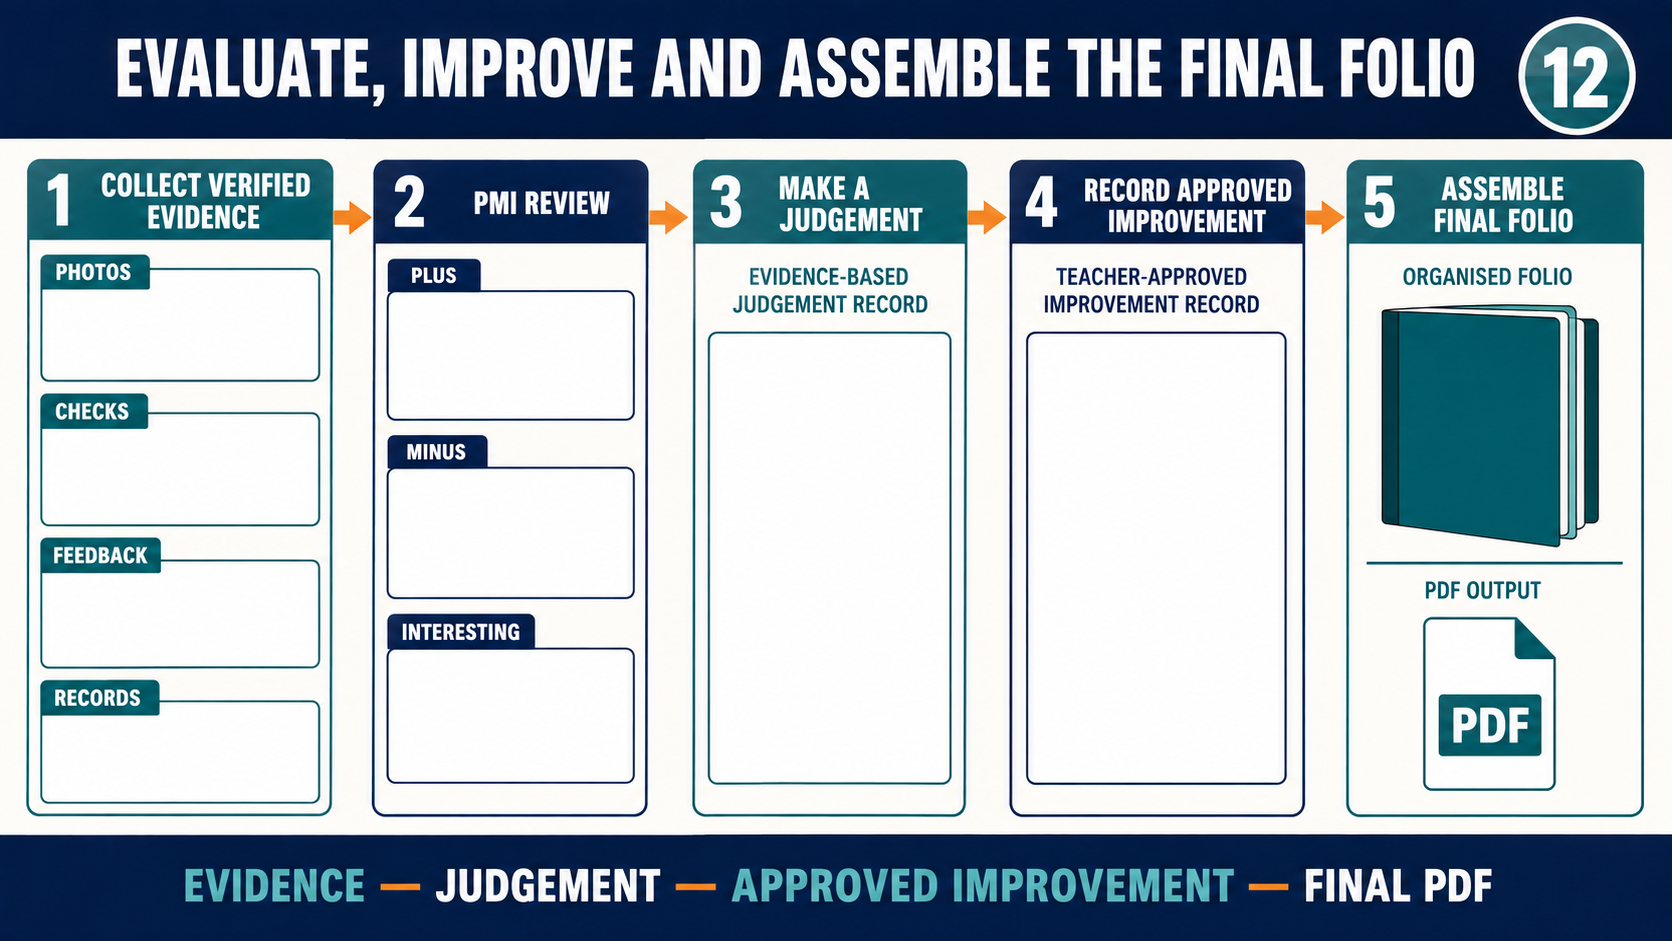 EVALUATE, IMPROVE AND ASSEMBLE THE FINAL FOLIO
12
1
COLLECT VERIFIED
EVIDENCE
PHOTOS
CHECKS
FEEDBACK
RECORDS
2
PMI REVIEW
PLUS
MINUS
INTERESTING
3
MAKE A
JUDGEMENT
EVIDENCE-BASED
JUDGEMENT RECORD
4
RECORD APPROVED
IMPROVEMENT
TEACHER-APPROVED
IMPROVEMENT RECORD
5
ASSEMBLE
FINAL FOLIO
ORGANISED FOLIO
PDF OUTPUT
PDF
EVIDENCE — JUDGEMENT — APPROVED IMPROVEMENT — FINAL PDF